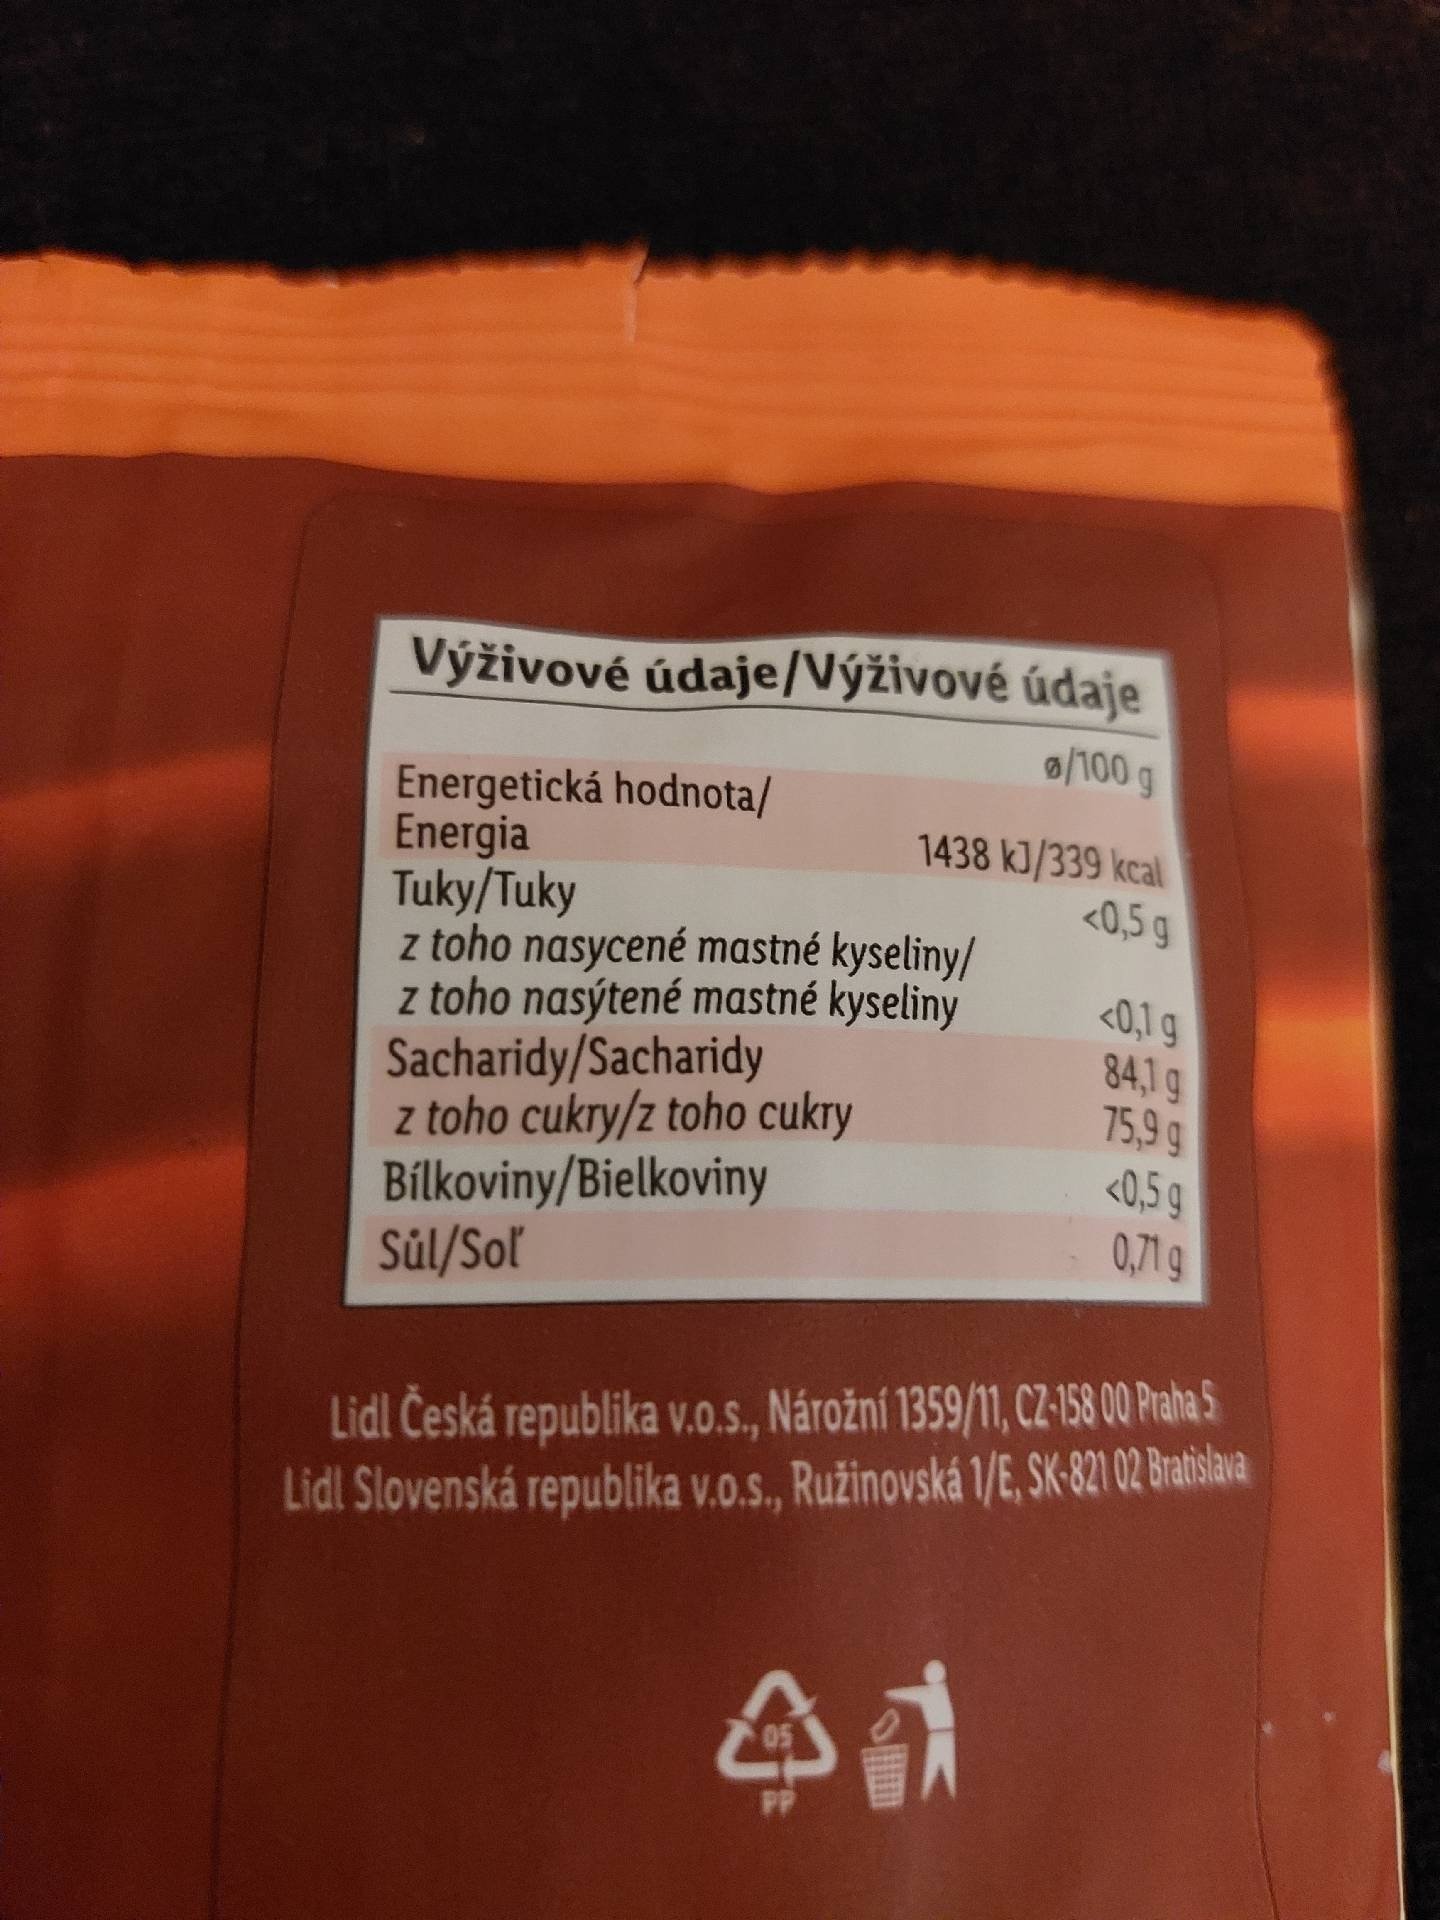 Výživové údaje/Výživové údaje
ø/100 g
Energetická hodnota/
Energia 1438 kJ/339 kcal
Tuky/Tuky <0,5 g
z toho nasycené mastné kyseliny/
z toho nasýtené mastné kyseliny <0,1 g
Sacharidy/Sacharidy 84,1 g
z toho cukry/z toho cukry 75,9 g
Bílkoviny/Bielkoviny <0,5 g
Sůl/Soľ 0,71 g
Lidl Česká republika v.o.s., Nárožní 1359/11, CZ-158 00 Praha 5
Lidl Slovenská republika v.o.s., Ružinovská 1/E, SK-821 02 Bratislava
05
PP